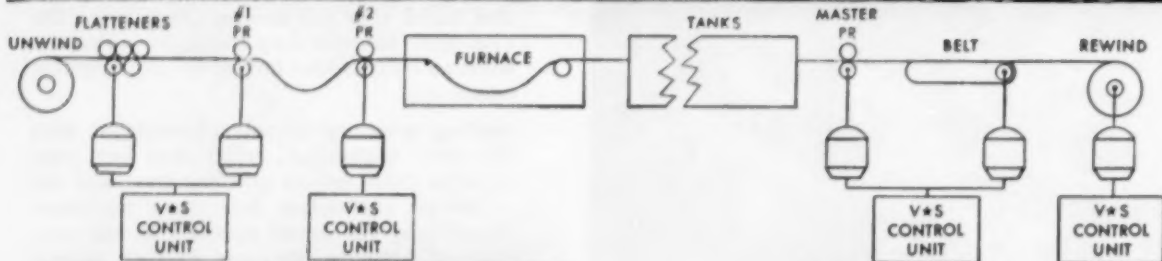 FLATTENERS
UNWIND
#1
PR
#2
PR
FURNACE
TANKS
MASTER
PR
BELT
REWIND
V★S
CONTROL
UNIT
V★S
CONTROL
UNIT
V★S
CONTROL
UNIT
V★S
CONTROL
UNIT